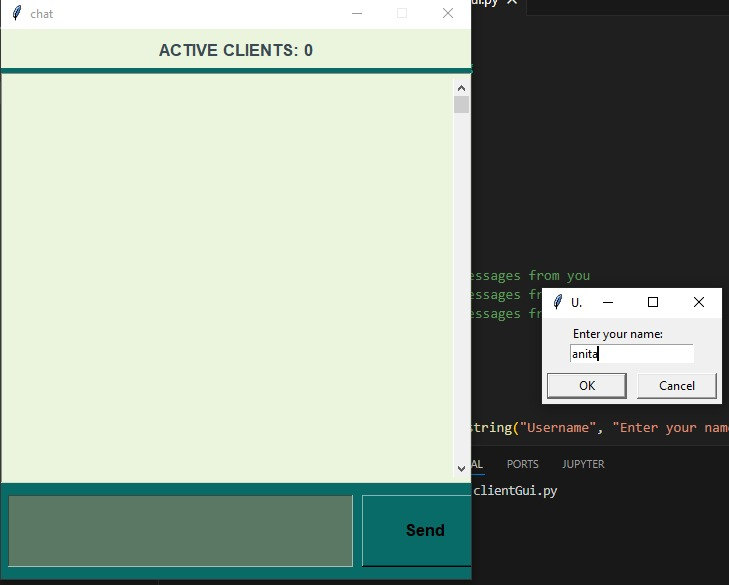 chat
ui.py
ACTIVE CLIENTS: 0
essages from you
essages fr
essages fr
U.
Enter your name:
anita
OK
Cancel
string("Username", "Enter your name
AL
PORTS
JUPYTER
clientGui.py
Send